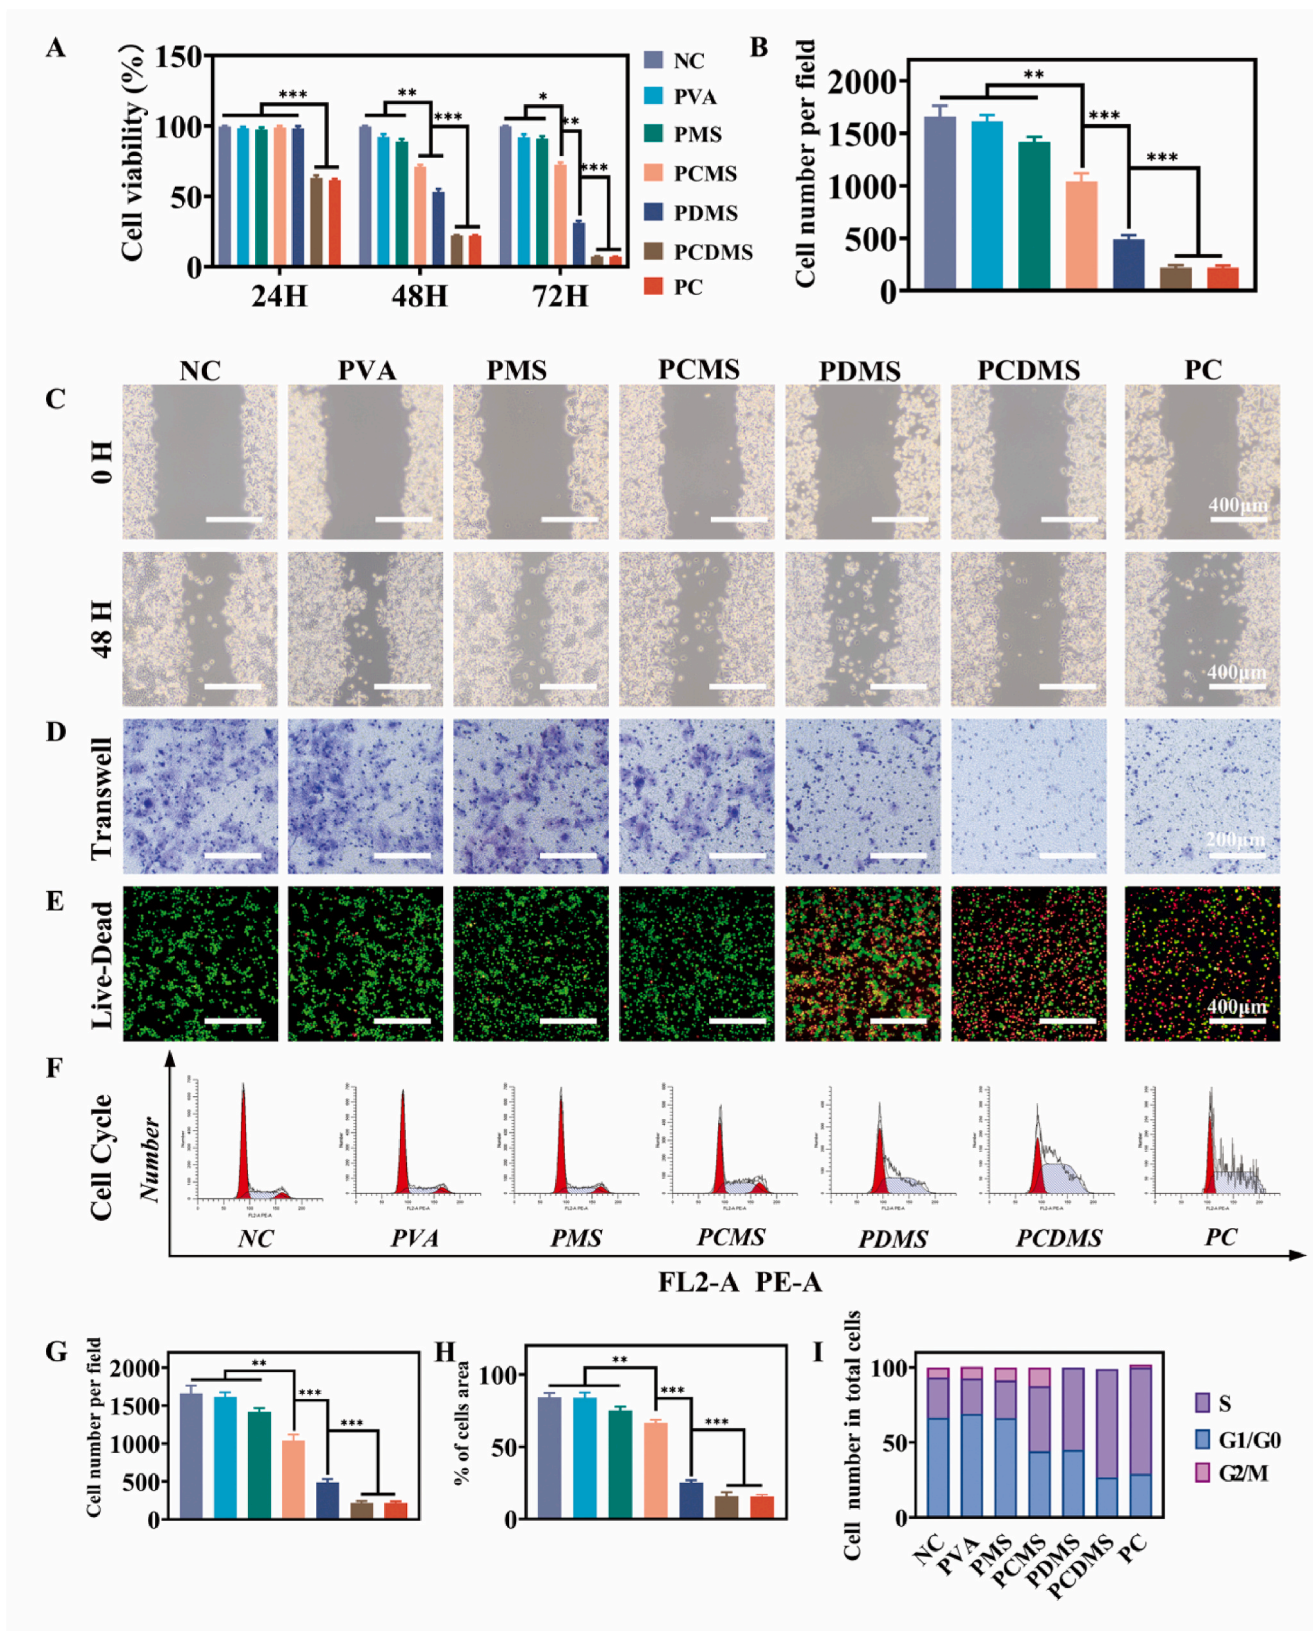 A
Cell viability (%)
150
100
50
0
***
**
***
*
**
***
24H
48H
72H
NC
PVA
PMS
PCMS
PDMS
PCDMS
PC
B
Cell number per field
2000
1500
1000
500
0
**
***
***
NC
PVA
PMS
PCMS
PDMS
PCDMS
PC
C
0 H
400μm
48 H
400μm
D
Transwell
200μm
E
Live-Dead
400μm
F
Cell Cycle
Number
NC
PVA
PMS
PCMS
PDMS
PCDMS
PC
FL2-A PE-A
G
Cell number per field
2000
1500
1000
500
0
**
***
***
H
% of cells area
100
50
0
**
***
***
I
Cell number in total cells
100
50
0
NC
PVA
PMS
PCMS
PDMS
PCDMS
PC
S
G1/G0
G2/M